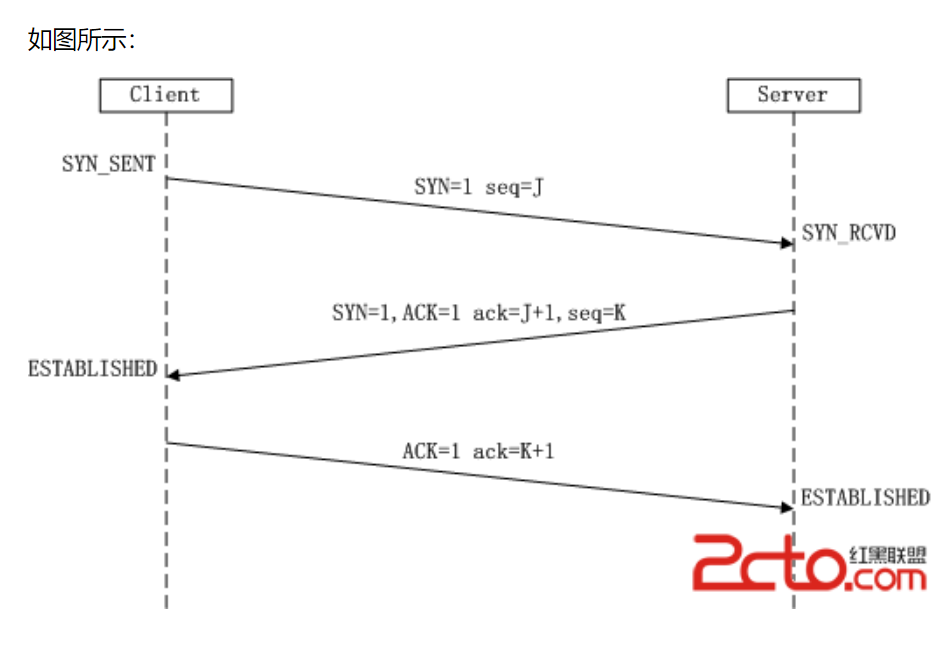 如图所示：
Client
Server
SYN_SENT
SYN=1 seq=J
SYN_RCVD
SYN=1,ACK=1 ack=J+1,seq=K
ESTABLISHED
ACK=1 ack=K+1
ESTABLISHED
2cto
红黑联盟
.com